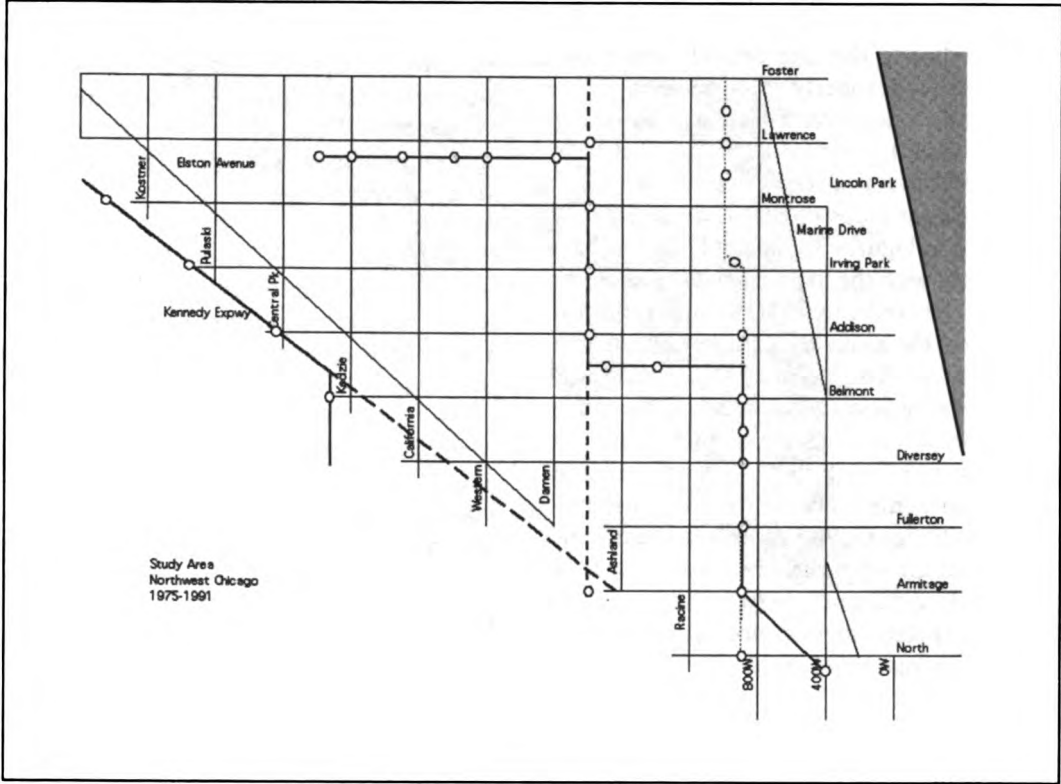 Foster
Lawrence
Elston Avenue
Kostner
Lincoln Park
Montrose
Marine Drive
Pulaski
Irving Park
Central Pk
Kennedy Expwy
Addison
Kedzie
Belmont
California
Diversey
Western
Damen
Fullerton
Ashland
Study Area
Northwest Chicago
1975-1991
Armitage
Racine
North
800W
400W
0W